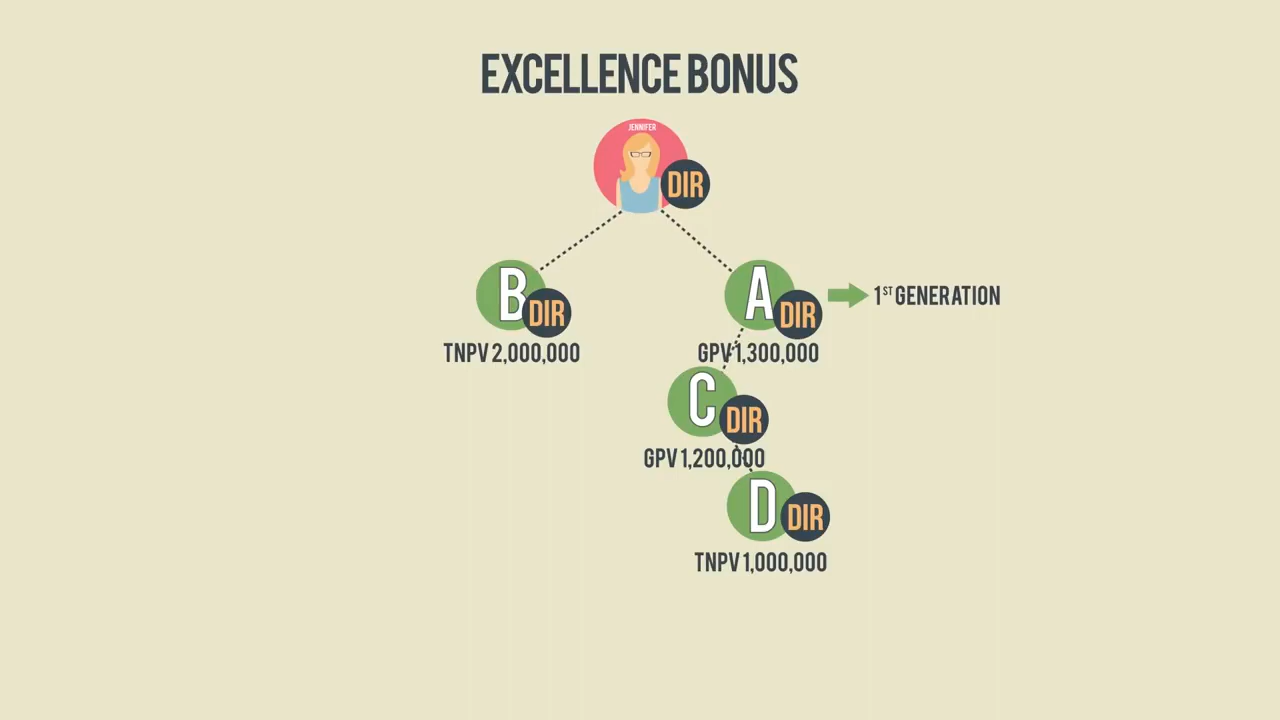 EXCELLENCE BONUS
JENNIFER
DIR
B
DIR
TNPV 2,000,000
A
DIR
1ST GENERATION
GPV 1,300,000
C
DIR
GPV 1,200,000
D
DIR
TNPV 1,000,000